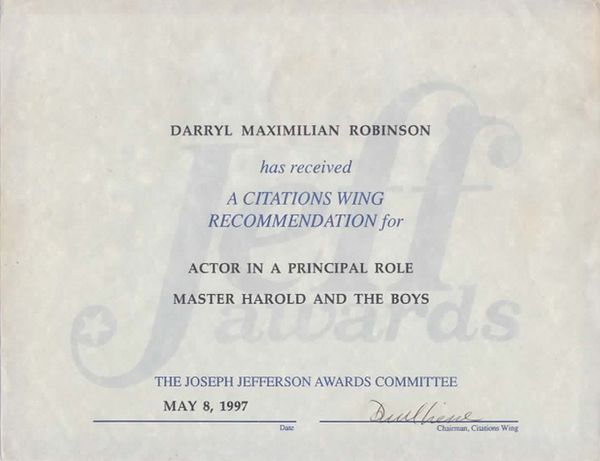 Jeff
awards
DARRYL MAXIMILIAN ROBINSON
has received
A CITATIONS WING
RECOMMENDATION for
ACTOR IN A PRINCIPAL ROLE
MASTER HAROLD AND THE BOYS
THE JOSEPH JEFFERSON AWARDS COMMITTEE
MAY 8, 1997
Date
Chairman, Citations Wing